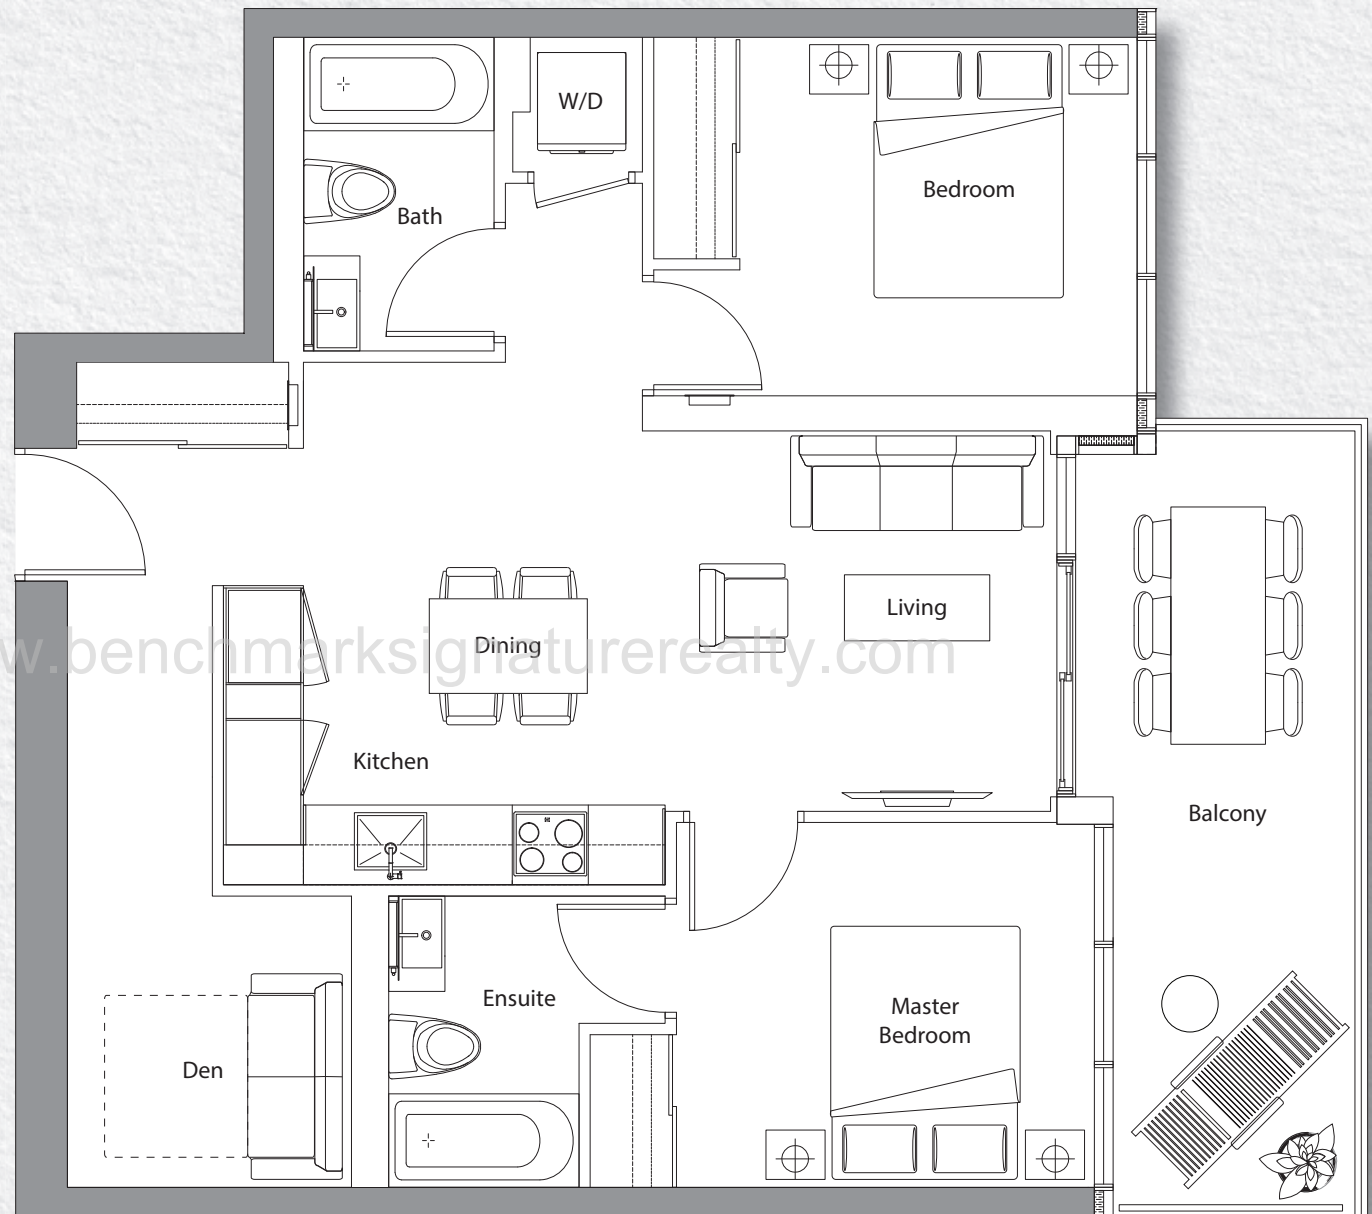 W/D
Bedroom
Bath
Living
Dining
w.benchmarksignaturerealty.com
Kitchen
Balcony
Ensuite
Master
Bedroom
Den